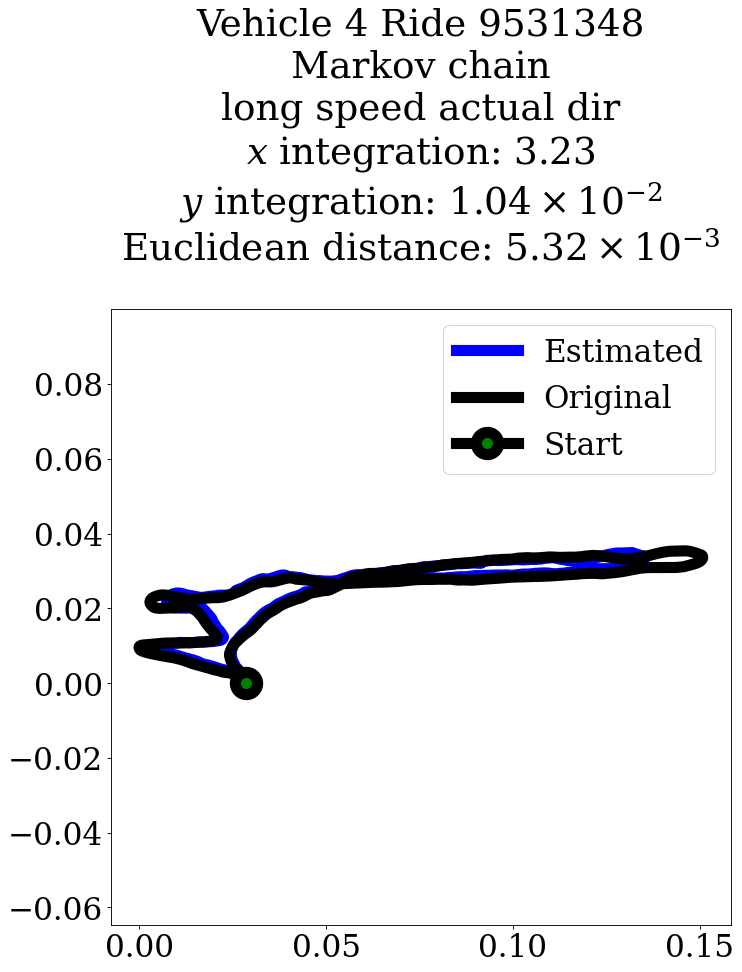 Vehicle 4 Ride 9531348
Markov chain
long speed actual dir
x integration: 3.23
y integration: 1.04 × 10⁻²
Euclidean distance: 5.32 × 10⁻³
Estimated
Original
Start
0.08
0.06
0.04
0.02
0.00
−0.02
−0.04
−0.06
0.00 0.05 0.10 0.15